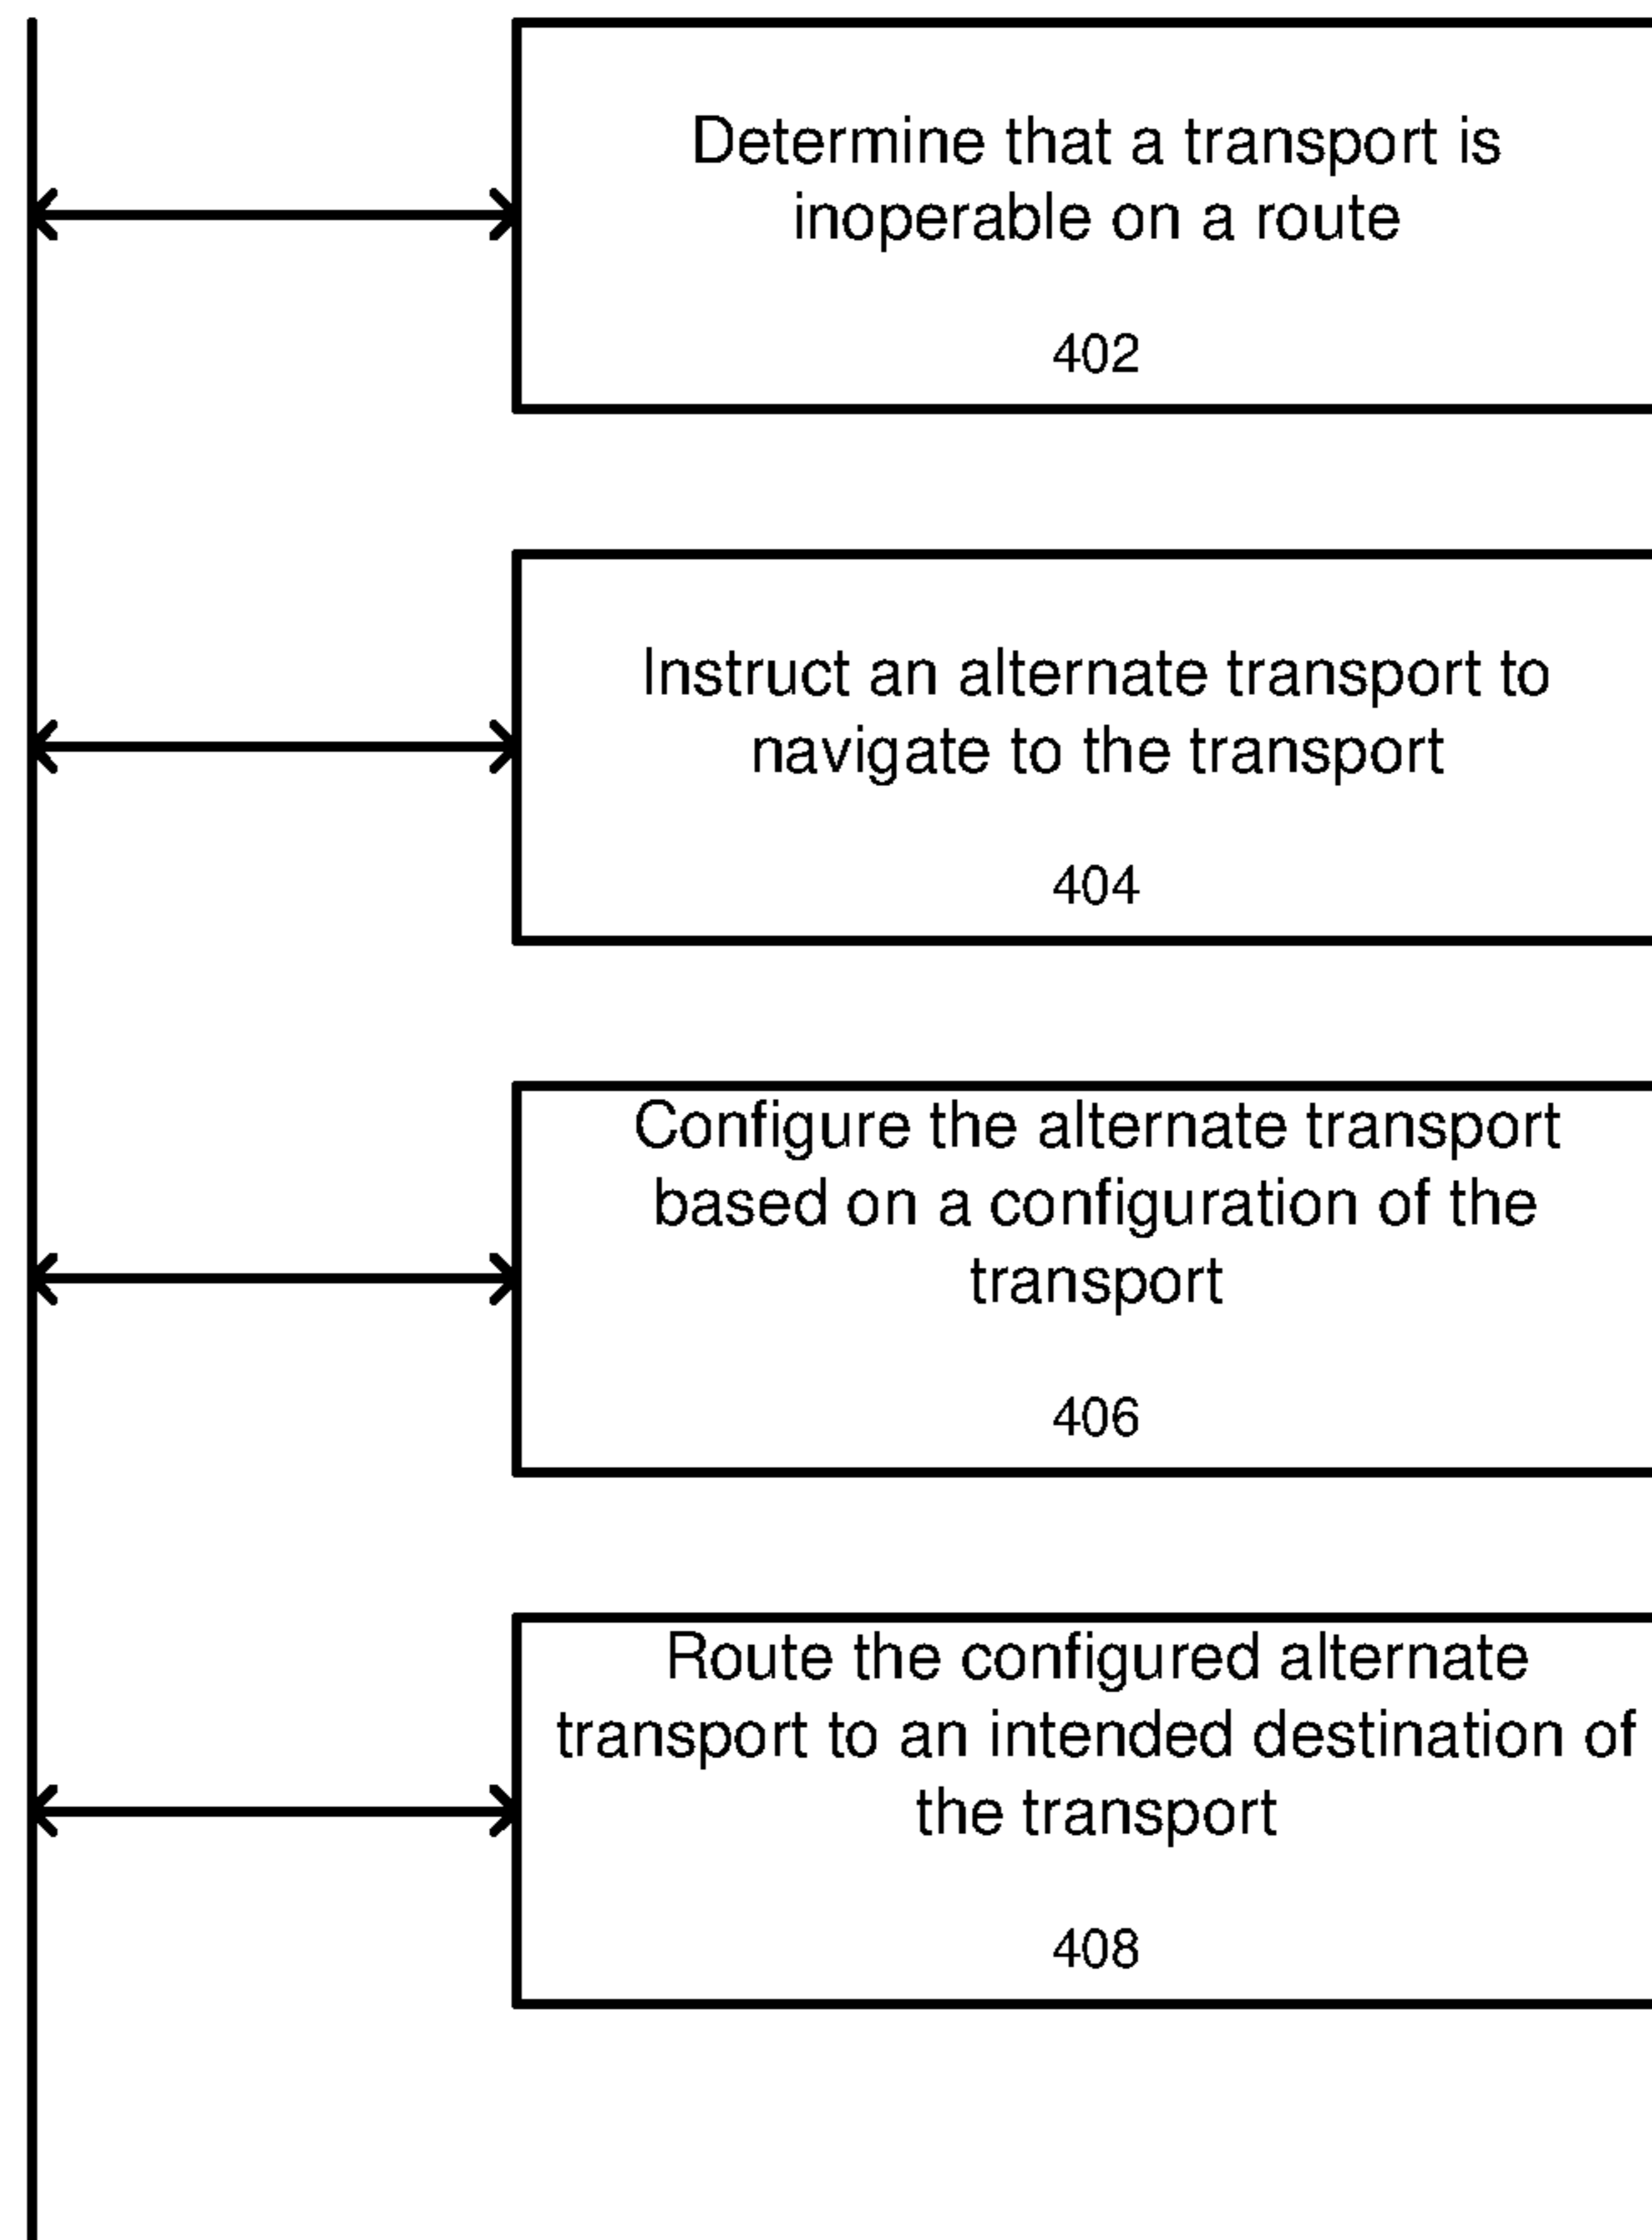 Determine that a transport is
inoperable on a route
402
Instruct an alternate transport to
navigate to the transport
404
Configure the alternate transport
based on a configuration of the
transport
406
Route the configured alternate
transport to an intended destination of
the transport
408